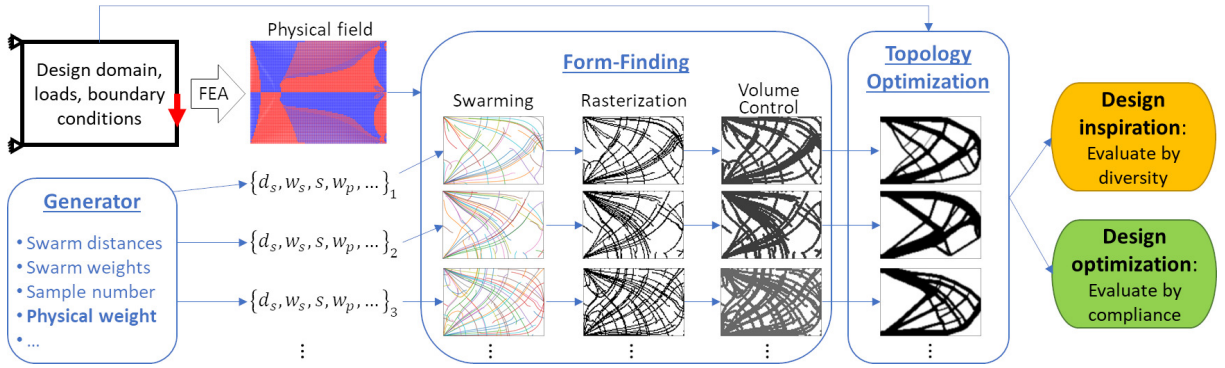 Design domain,
loads, boundary
conditions
FEA
Physical field
Generator
• Swarm distances
• Swarm weights
• Sample number
• Physical weight
• ...
{d_s, w_s, s, w_p, ...}_1
{d_s, w_s, s, w_p, ...}_2
{d_s, w_s, s, w_p, ...}_3
⋮
Form-Finding
Swarming
Rasterization
Volume
Control
⋮
⋮
⋮
Topology
Optimization
⋮
Design
inspiration:
Evaluate by
diversity
Design
optimization:
Evaluate by
compliance